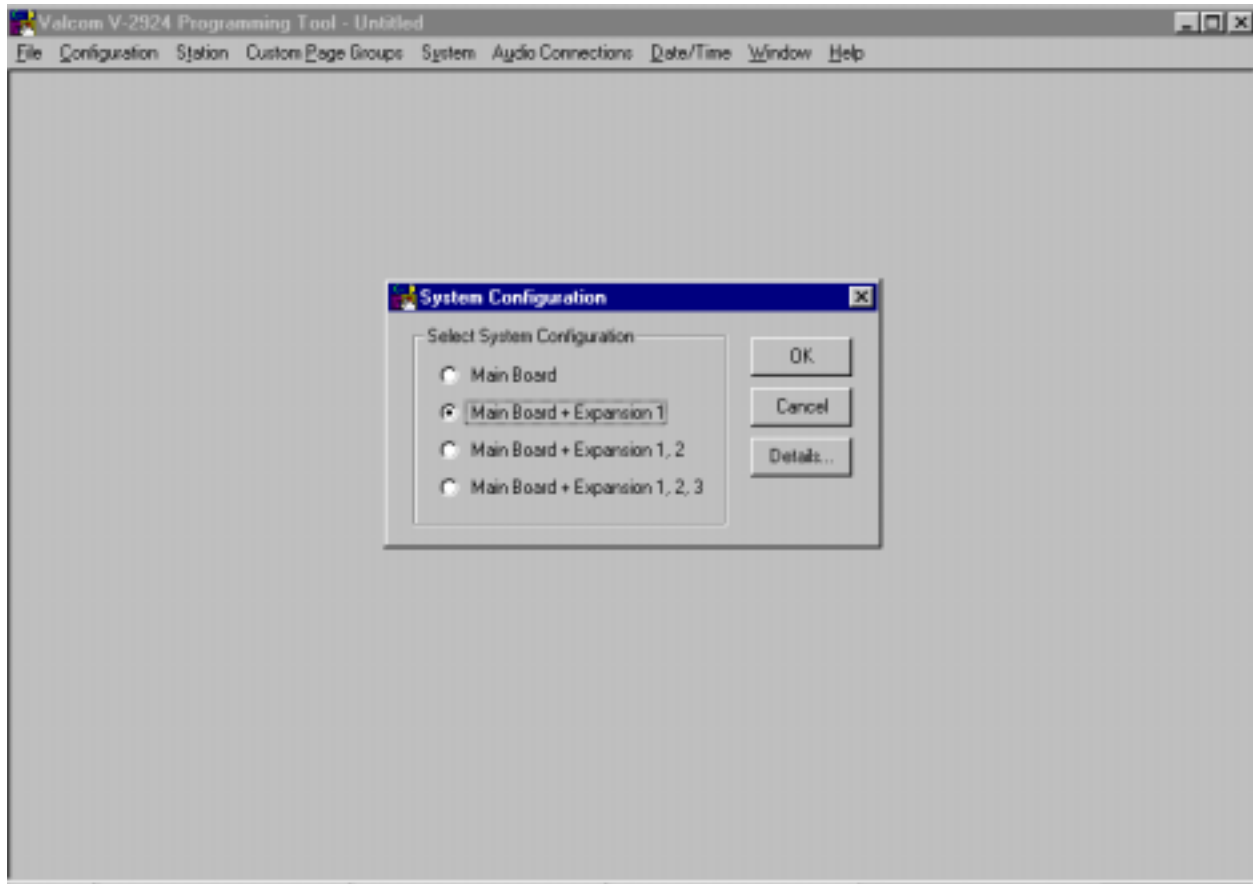 Valcom V-2924 Programming Tool - Untitled
File Configuration Station Custom Page Groups System Audio Connections Date/Time Window Help
System Configuration
Select System Configuration
Main Board
Main Board + Expansion 1
Main Board + Expansion 1, 2
Main Board + Expansion 1, 2, 3
OK
Cancel
Details...